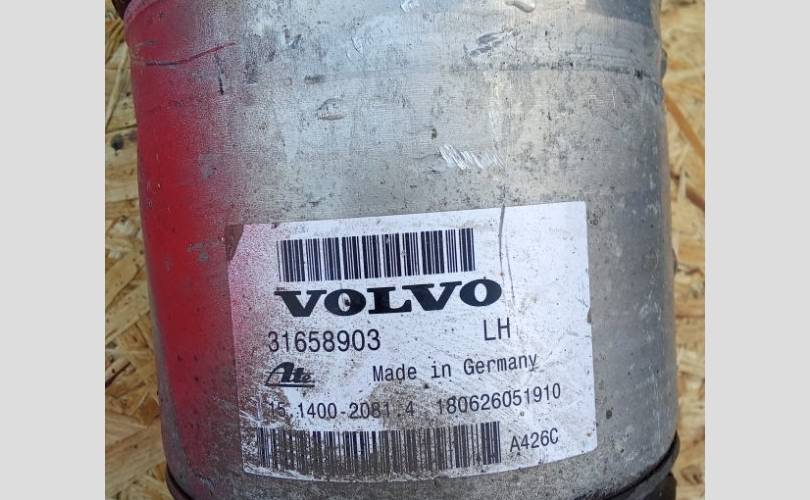 VOLVO
31658903 LH
Ate Made in Germany
15.1400-2081.4 180626051910
A426C